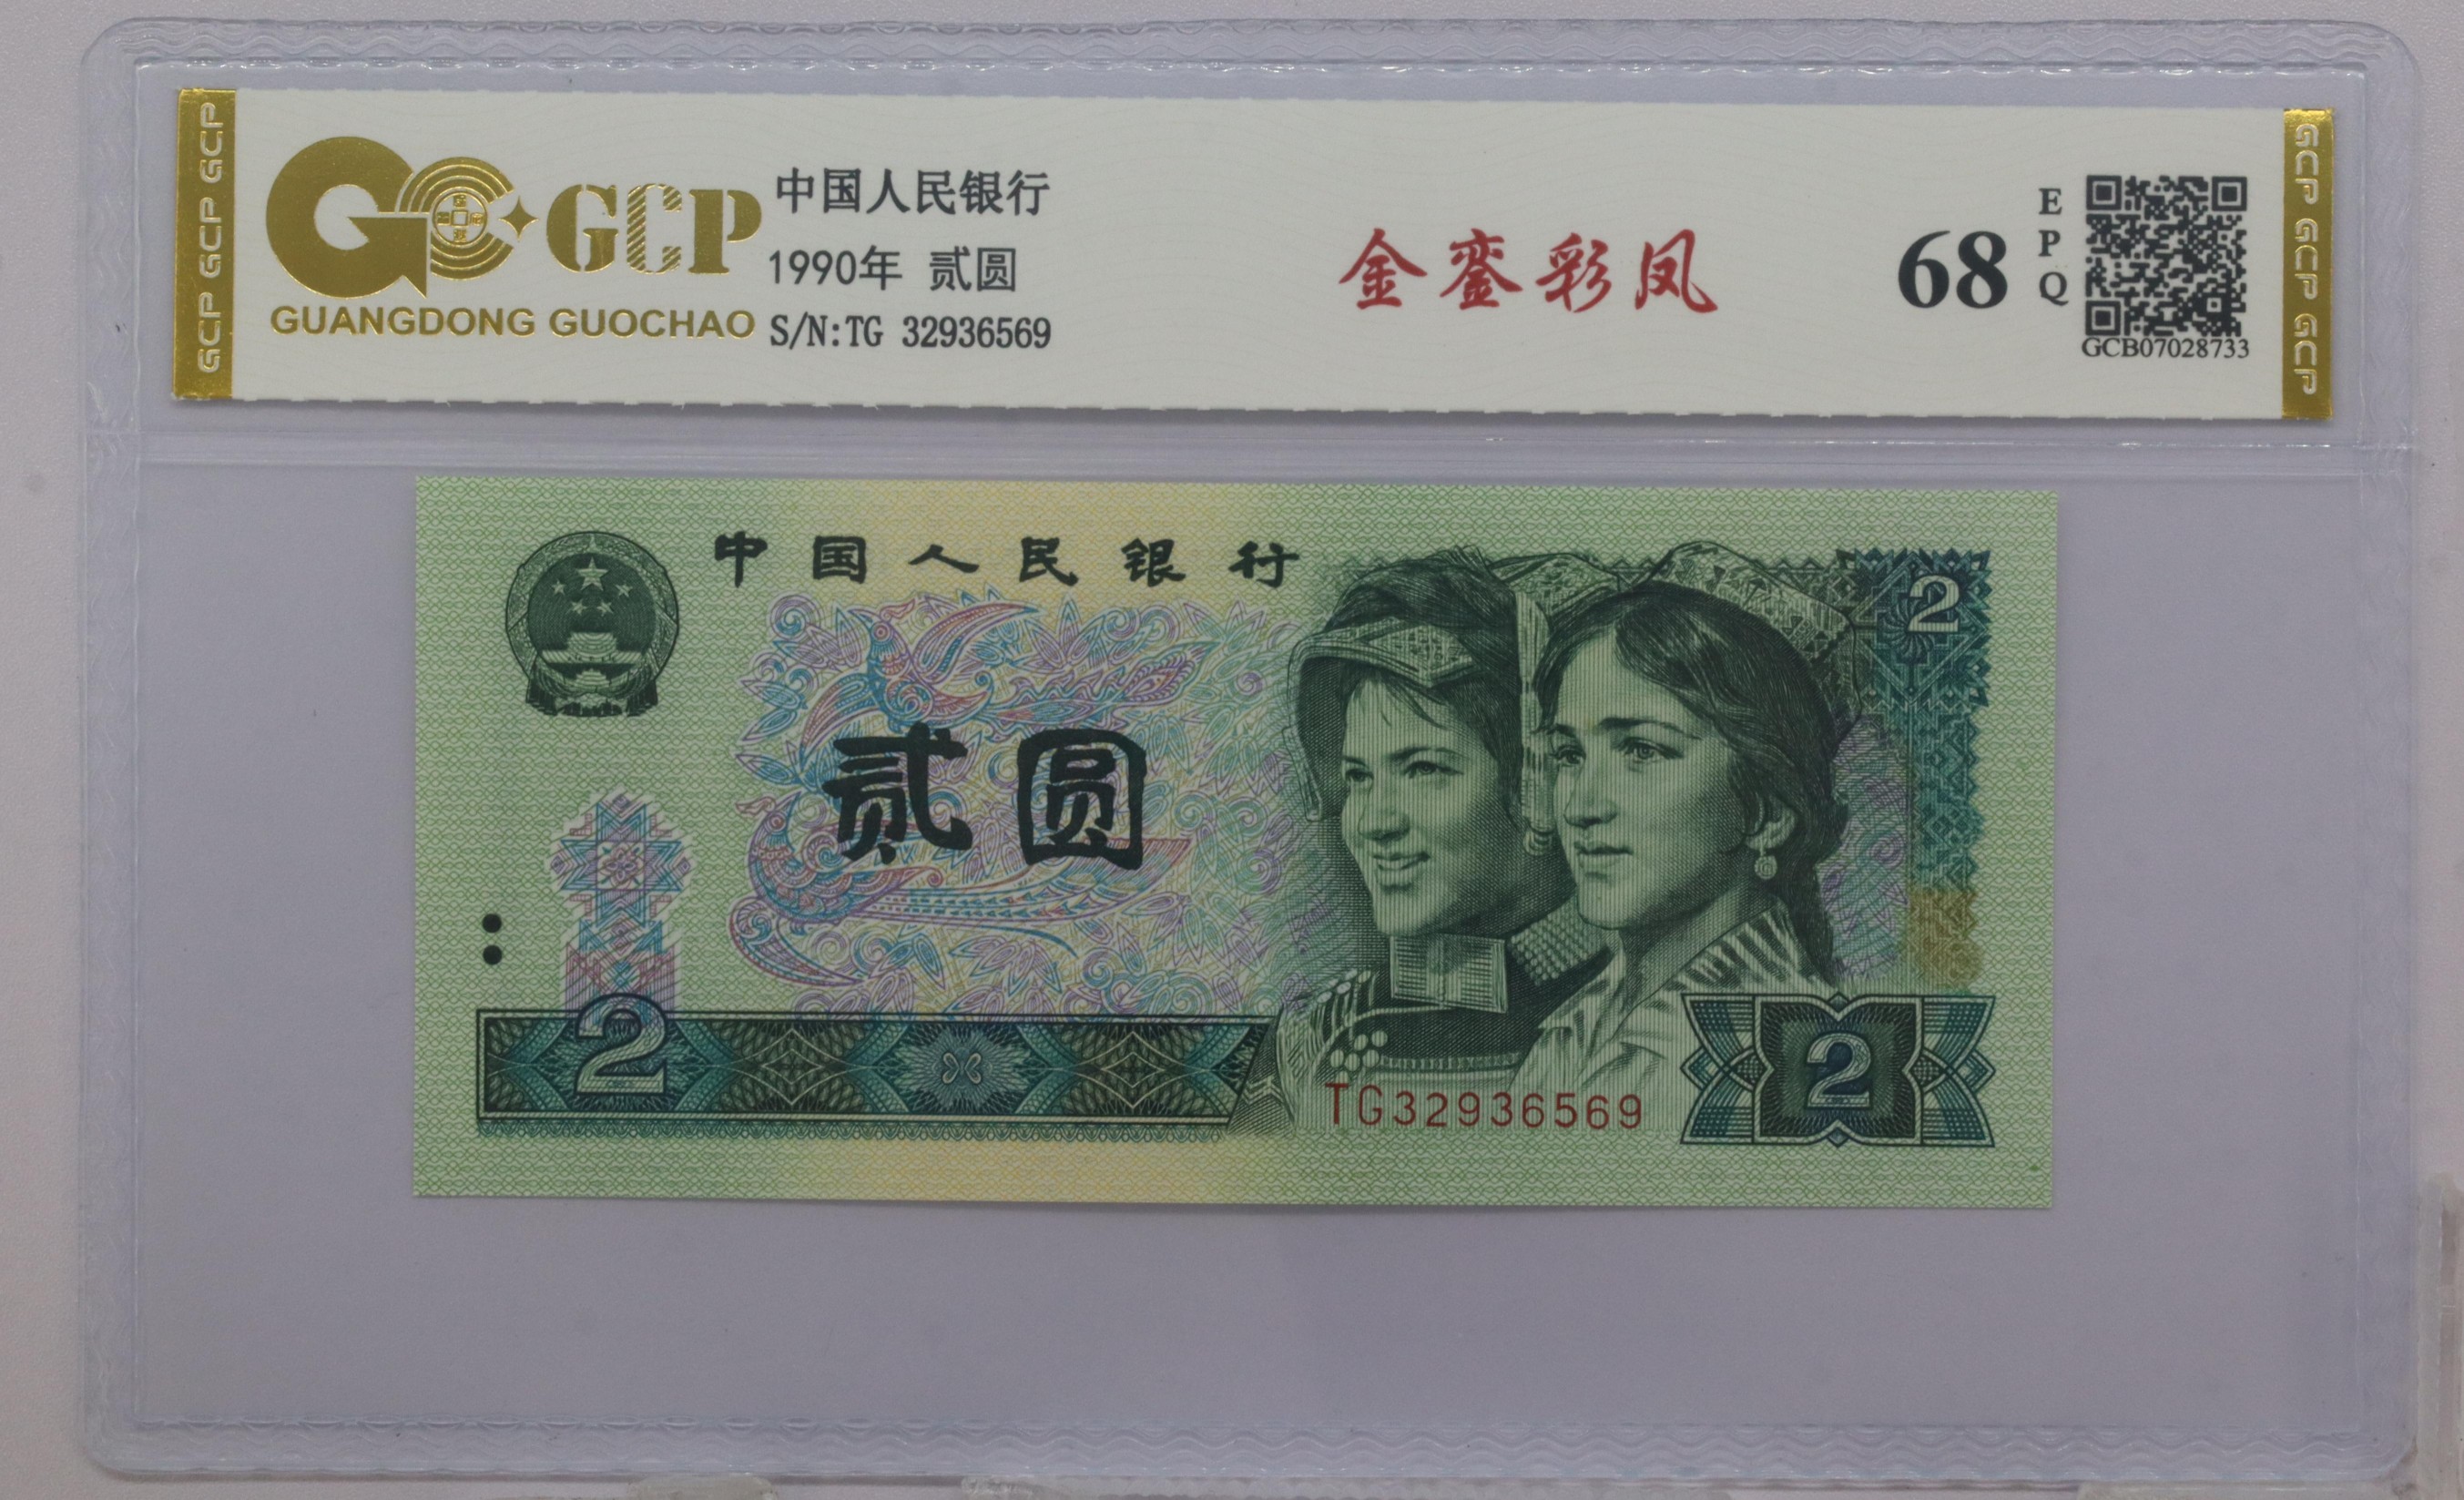 GCP GCP GCP
GCP
GUANGDONG GUOCHAO
中国人民银行
1990年 贰圆
S/N:TG 32936569
金銮彩凤
68
EPQ
GCB07028733
GCP GCP GCP
中国人民银行
贰圆
2
2
TG32936569
2